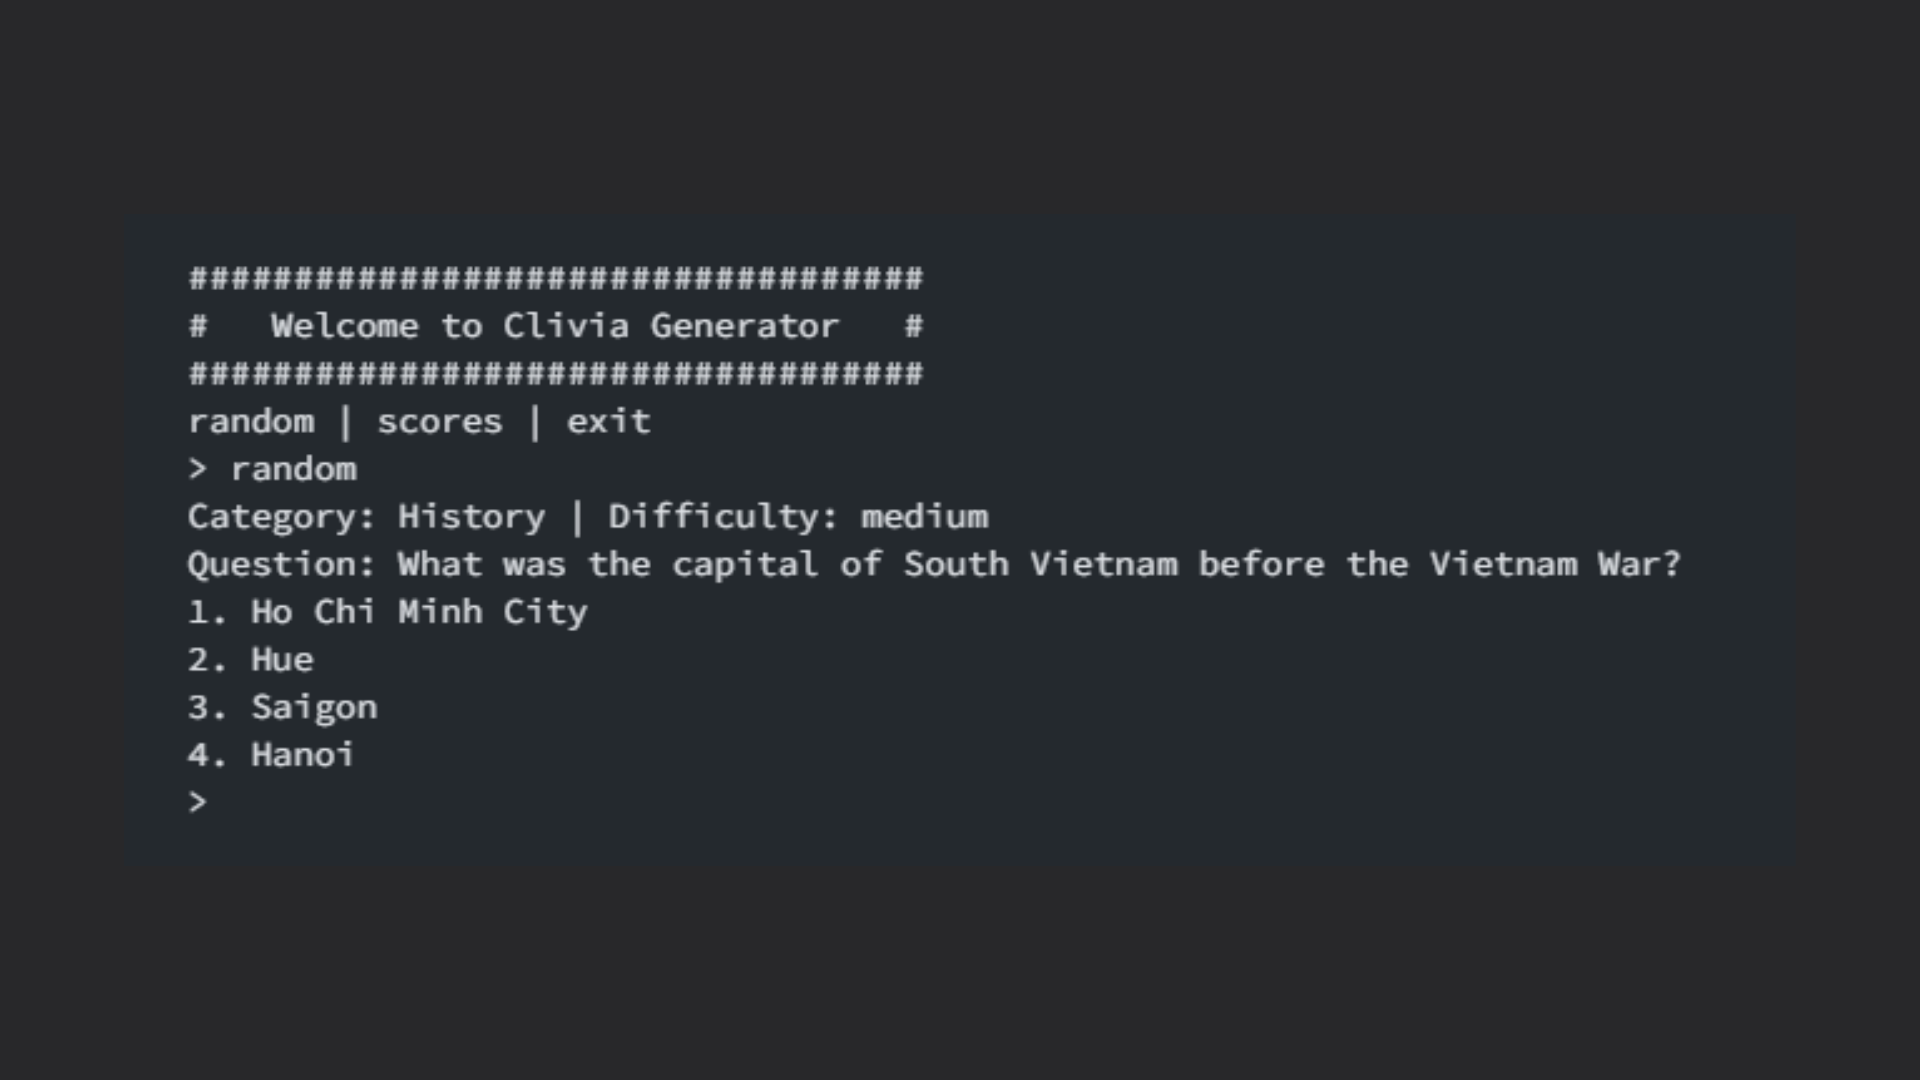 ###################################
#   Welcome to Clivia Generator   #
###################################
random | scores | exit
> random
Category: History | Difficulty: medium
Question: What was the capital of South Vietnam before the Vietnam War?
1. Ho Chi Minh City
2. Hue
3. Saigon
4. Hanoi
>